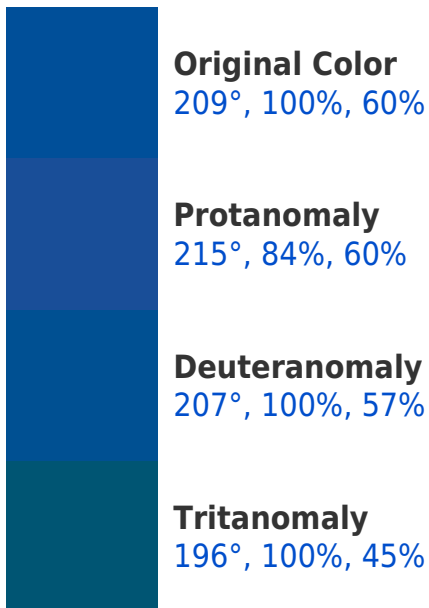 Original Color
209°, 100%, 60%
Protanomaly
215°, 84%, 60%
Deuteranomaly
207°, 100%, 57%
Tritanomaly
196°, 100%, 45%